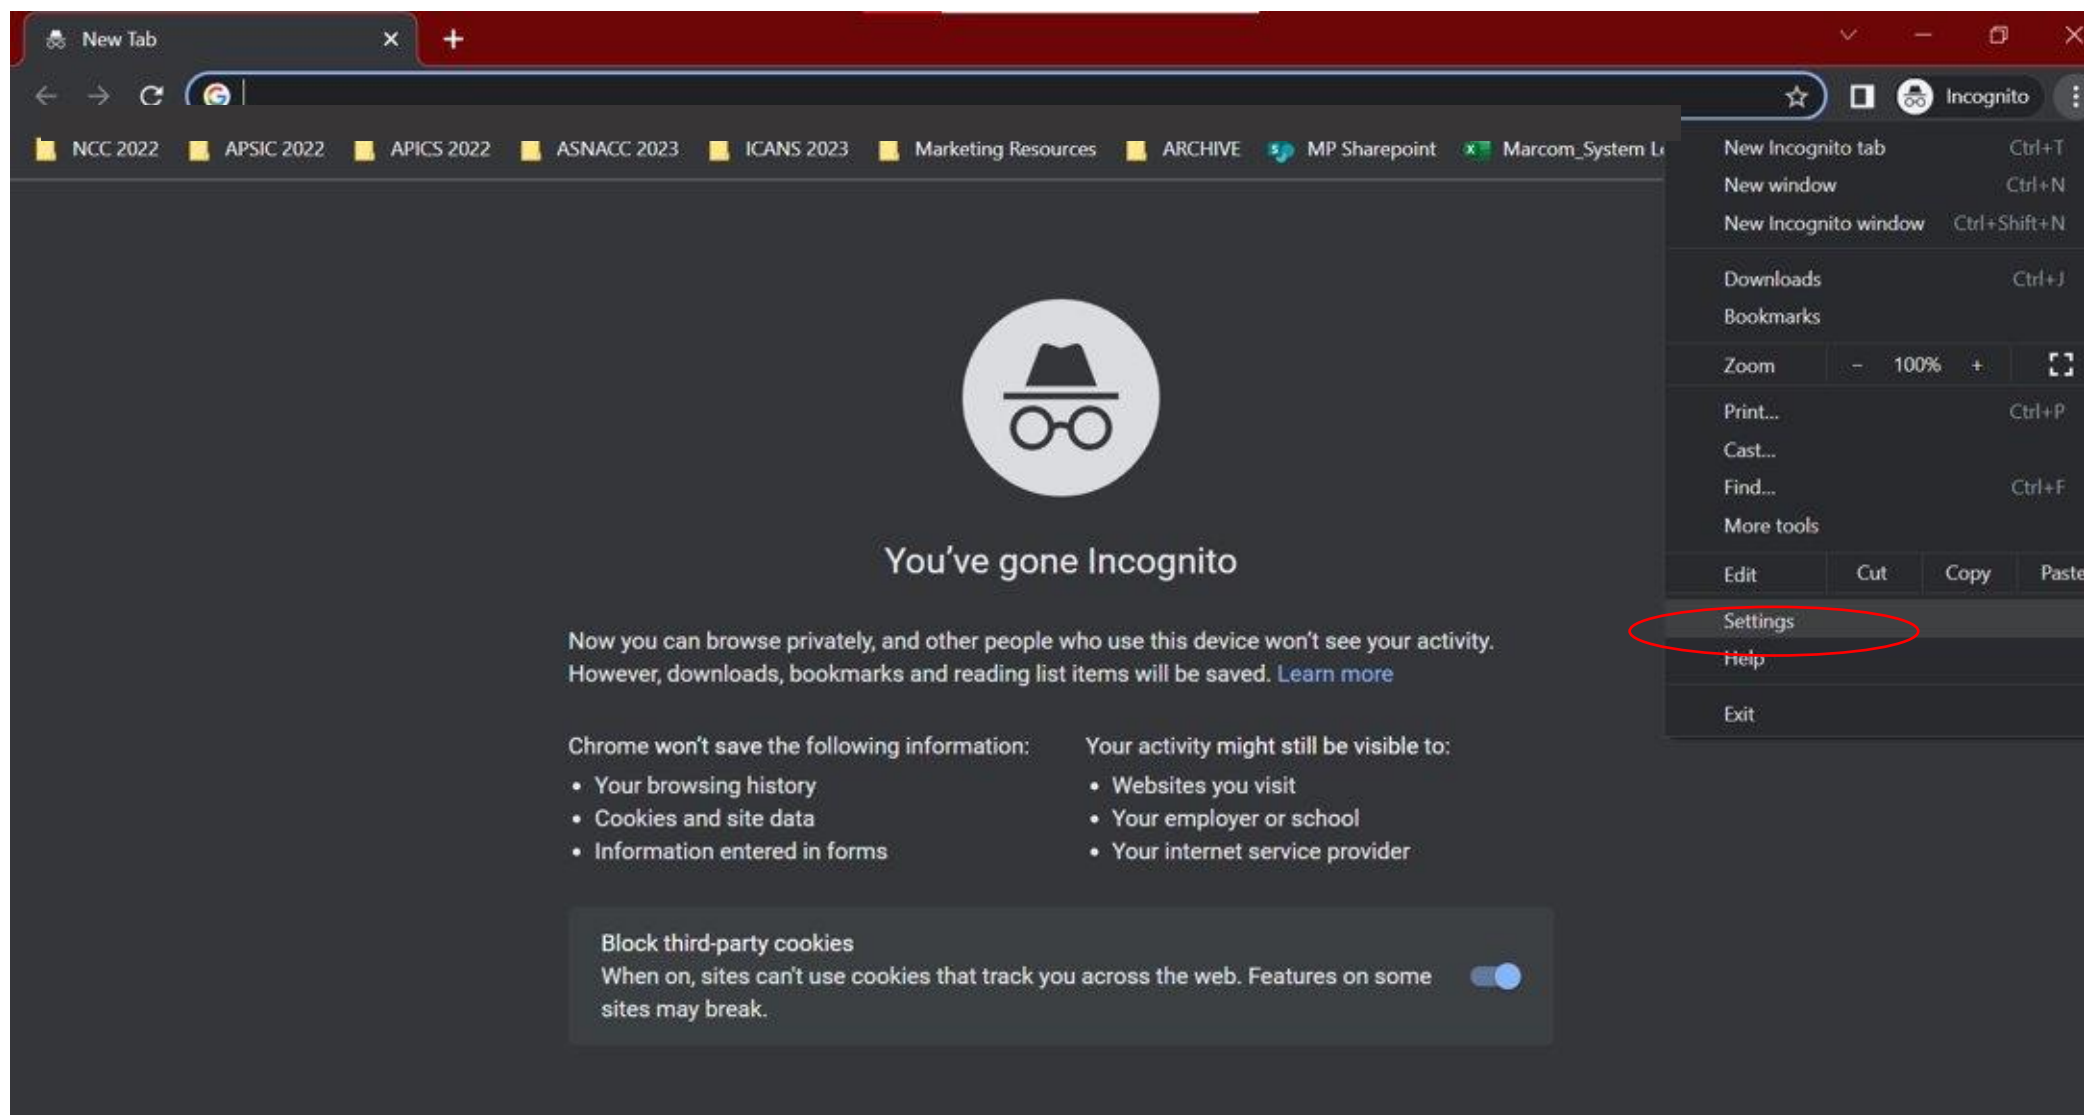 New Tab
Incognito
NCC 2022 APSIC 2022 APICS 2022 ASNACC 2023 ICANS 2023 Marketing Resources ARCHIVE MP Sharepoint Marcom_System
New Incognito tab Ctrl+T
New window Ctrl+N
New Incognito window Ctrl+Shift+N
Downloads Ctrl+J
Bookmarks
Zoom - 100% +
Print... Ctrl+P
Cast...
Find... Ctrl+F
More tools
Edit Cut Copy Paste
Settings
Help
Exit
You've gone Incognito
Now you can browse privately, and other people who use this device won't see your activity.
However, downloads, bookmarks and reading list items will be saved. Learn more
Chrome won't save the following information:
• Your browsing history
• Cookies and site data
• Information entered in forms
Your activity might still be visible to:
• Websites you visit
• Your employer or school
• Your internet service provider
Block third-party cookies
When on, sites can't use cookies that track you across the web. Features on some
sites may break.